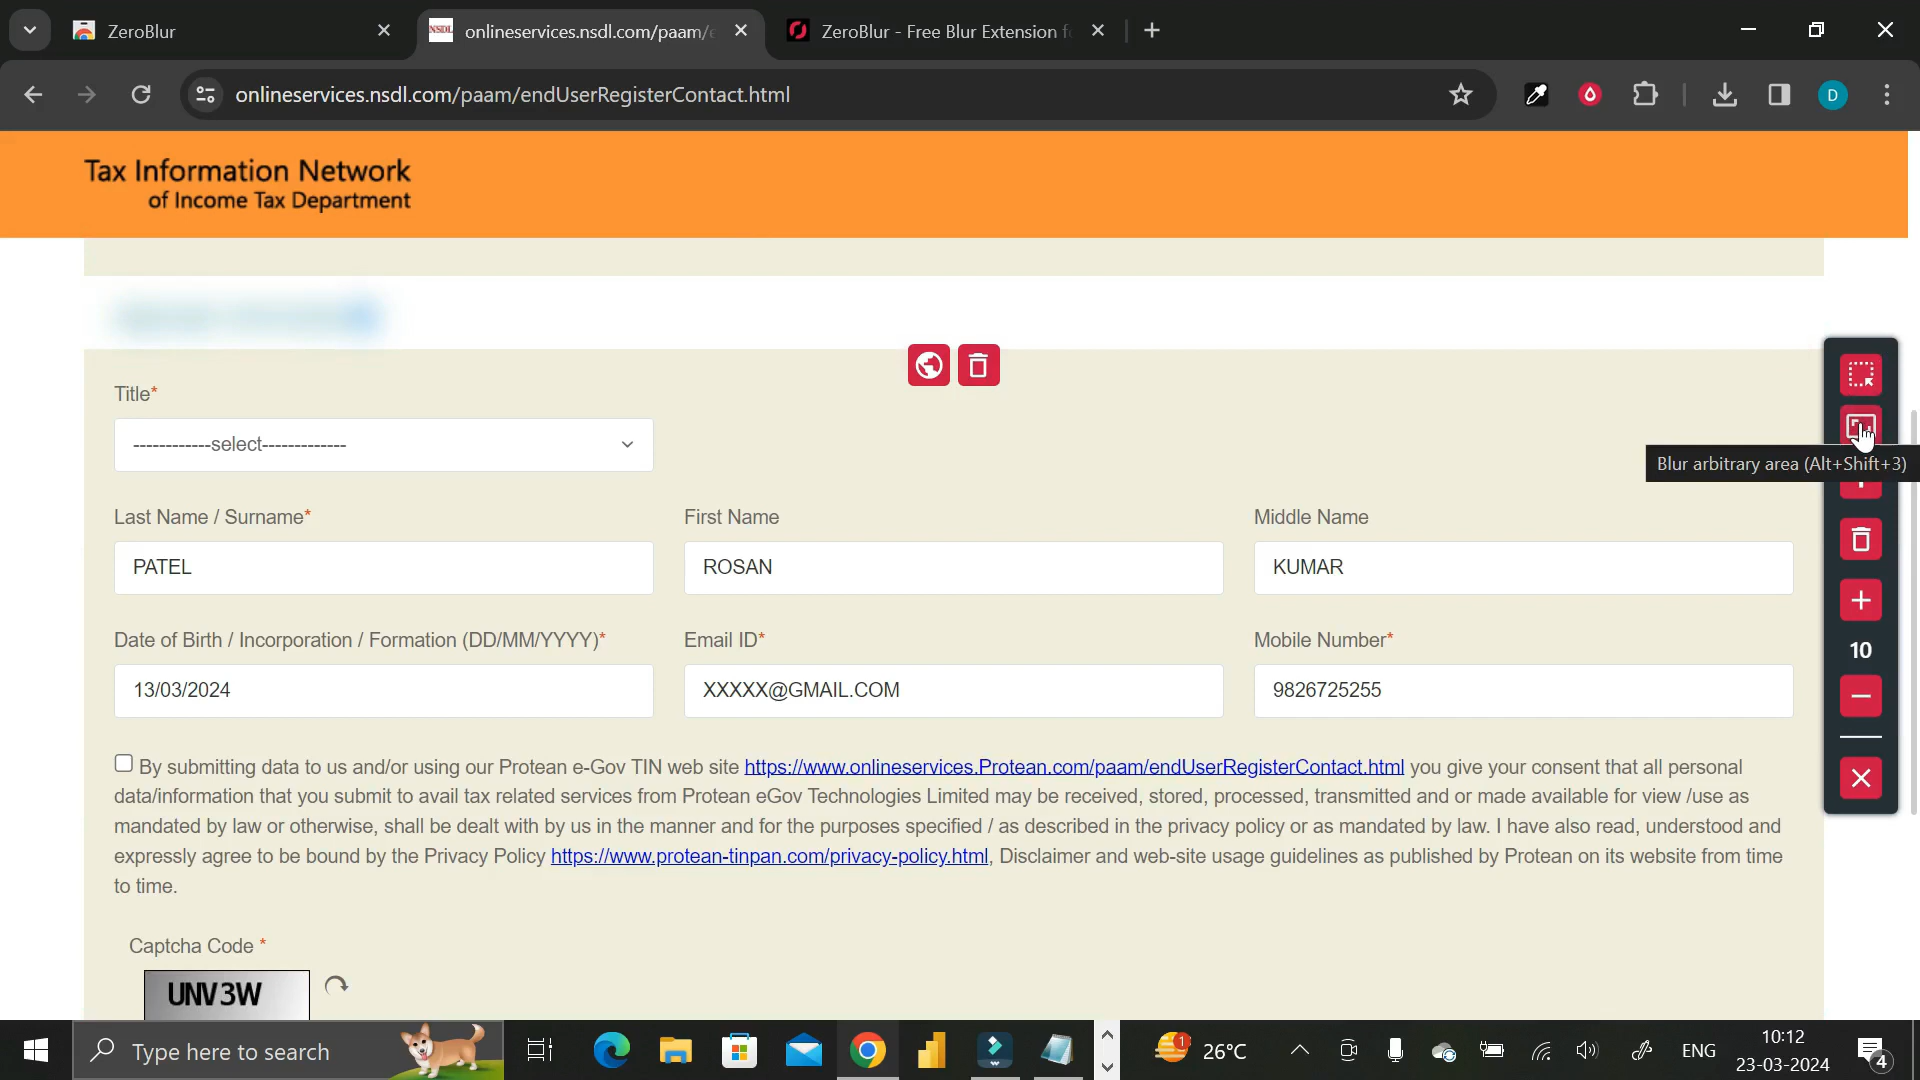 ZeroBlur
onlineservices.nsdl.com/paam/e
ZeroBlur - Free Blur Extension f
onlineservices.nsdl.com/paam/endUserRegisterContact.html
D
Tax Information Network
of Income Tax Department
Title*
------------select-------------
Last Name / Surname*
First Name
Middle Name
PATEL
ROSAN
KUMAR
Date of Birth / Incorporation / Formation (DD/MM/YYYY)*
Email ID*
Mobile Number*
13/03/2024
XXXXX@GMAIL.COM
9826725255
Blur arbitrary area (Alt+Shift+3)
10
By submitting data to us and/or using our Protean e-Gov TIN web site https://www.onlineservices.Protean.com/paam/endUserRegisterContact.html you give your consent that all personal
data/information that you submit to avail tax related services from Protean eGov Technologies Limited may be received, stored, processed, transmitted and or made available for view /use as
mandated by law or otherwise, shall be dealt with by us in the manner and for the purposes specified / as described in the privacy policy or as mandated by law. I have also read, understood and
expressly agree to be bound by the Privacy Policy https://www.protean-tinpan.com/privacy-policy.html, Disclaimer and web-site usage guidelines as published by Protean on its website from time
to time.
Captcha Code *
UNV3W
Type here to search
1
26°C
ENG
10:12
23-03-2024
4